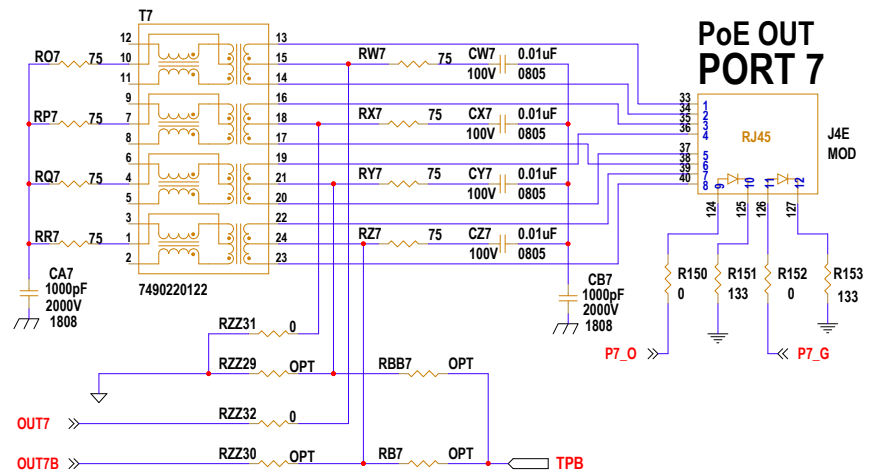 T7
12 13
RO7 75 10 15 RW7 75 CW7 0.01uF
100V 0805
11 14
9 16
RP7 75 7 18 RX7 75 CX7 0.01uF
100V 0805
8 17
6 19
RQ7 75 4 21 RY7 75 CY7 0.01uF
100V 0805
5 20
3 22
RR7 75 1 24 RZ7 75 CZ7 0.01uF
100V 0805
2 23
7490220122
CA7
1000pF
2000V
1808
CB7
1000pF
2000V
1808
PoE OUT
PORT 7
33 1
34 2
35 3
36 4
37 5
38 6
39 7
40 8
RJ45
J4E
MOD
9 10 11 12
124 125 126 127
R150
0
R151
133
R152
0
R153
133
P7_O
P7_G
RZZ31 0
RZZ29 OPT RBB7 OPT
RZZ32 0
OUT7
RZZ30 OPT RB7 OPT
OUT7B
TPB